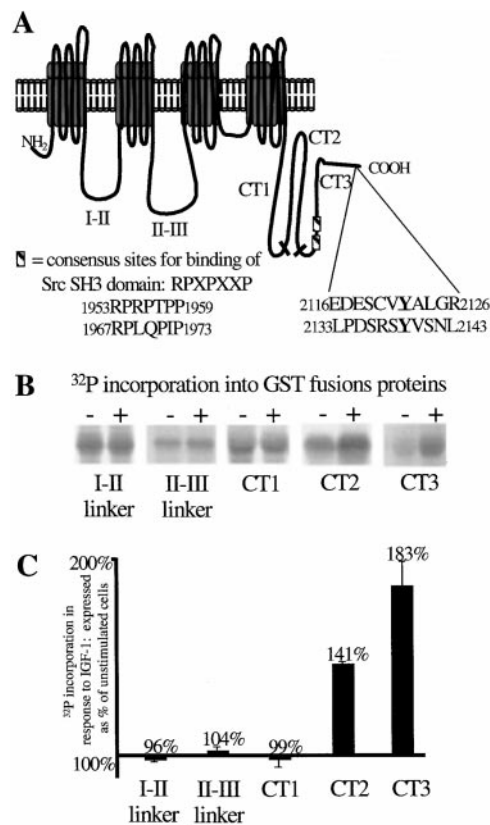 A
NH2
I-II
II-III
CT1
CT2
CT3
COOH
= consensus sites for binding of
Src SH3 domain: RPXPXXP
1953RPRPTPP1959
1967RPLQPIP1973
2116EDESCVYALGR2126
2133LPDSRSYVSNL2143
B
32P incorporation into GST fusions proteins
- + - + - + - + - +
I-II linker
II-III linker
CT1
CT2
CT3
C
32P incorporation in
response to IGF-1: expressed
as % of unstimulated cells
200%
100%
96%
104%
99%
141%
183%
I-II linker
II-III linker
CT1
CT2
CT3